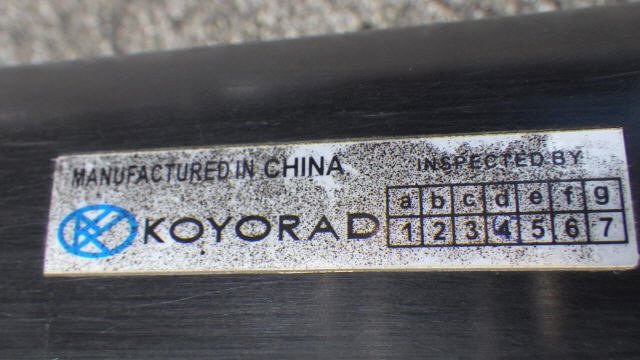 MANUFACTURED IN CHINA
KOYORAD
INSPECTED BY
a b c d e f g
1 2 3 4 5 6 7